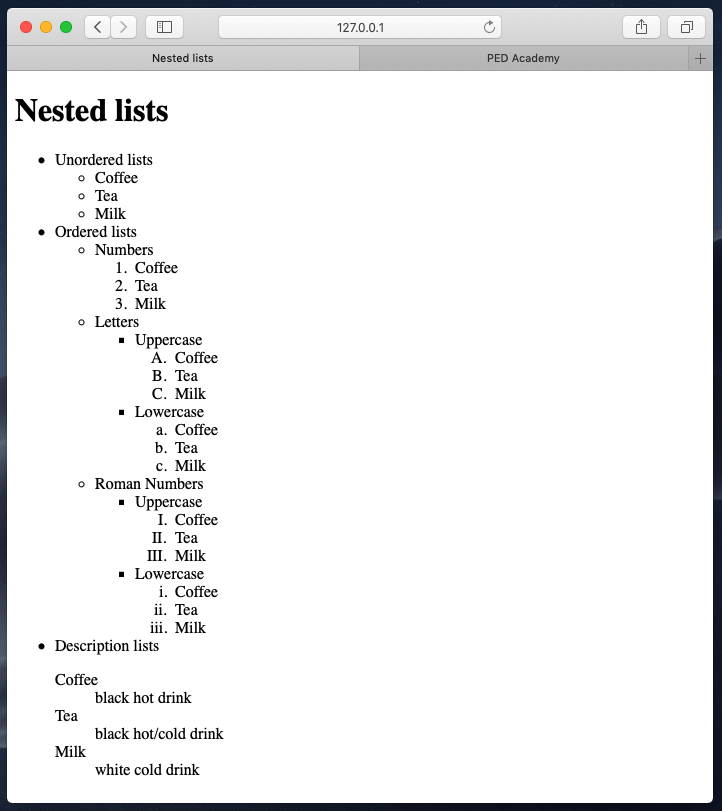 127.0.0.1
Nested lists PED Academy
Nested lists
• Unordered lists
◦ Coffee
◦ Tea
◦ Milk
• Ordered lists
◦ Numbers
1. Coffee
2. Tea
3. Milk
◦ Letters
▪ Uppercase
A. Coffee
B. Tea
C. Milk
▪ Lowercase
a. Coffee
b. Tea
c. Milk
◦ Roman Numbers
▪ Uppercase
I. Coffee
II. Tea
III. Milk
▪ Lowercase
i. Coffee
ii. Tea
iii. Milk
• Description lists
Coffee
black hot drink
Tea
black hot/cold drink
Milk
white cold drink